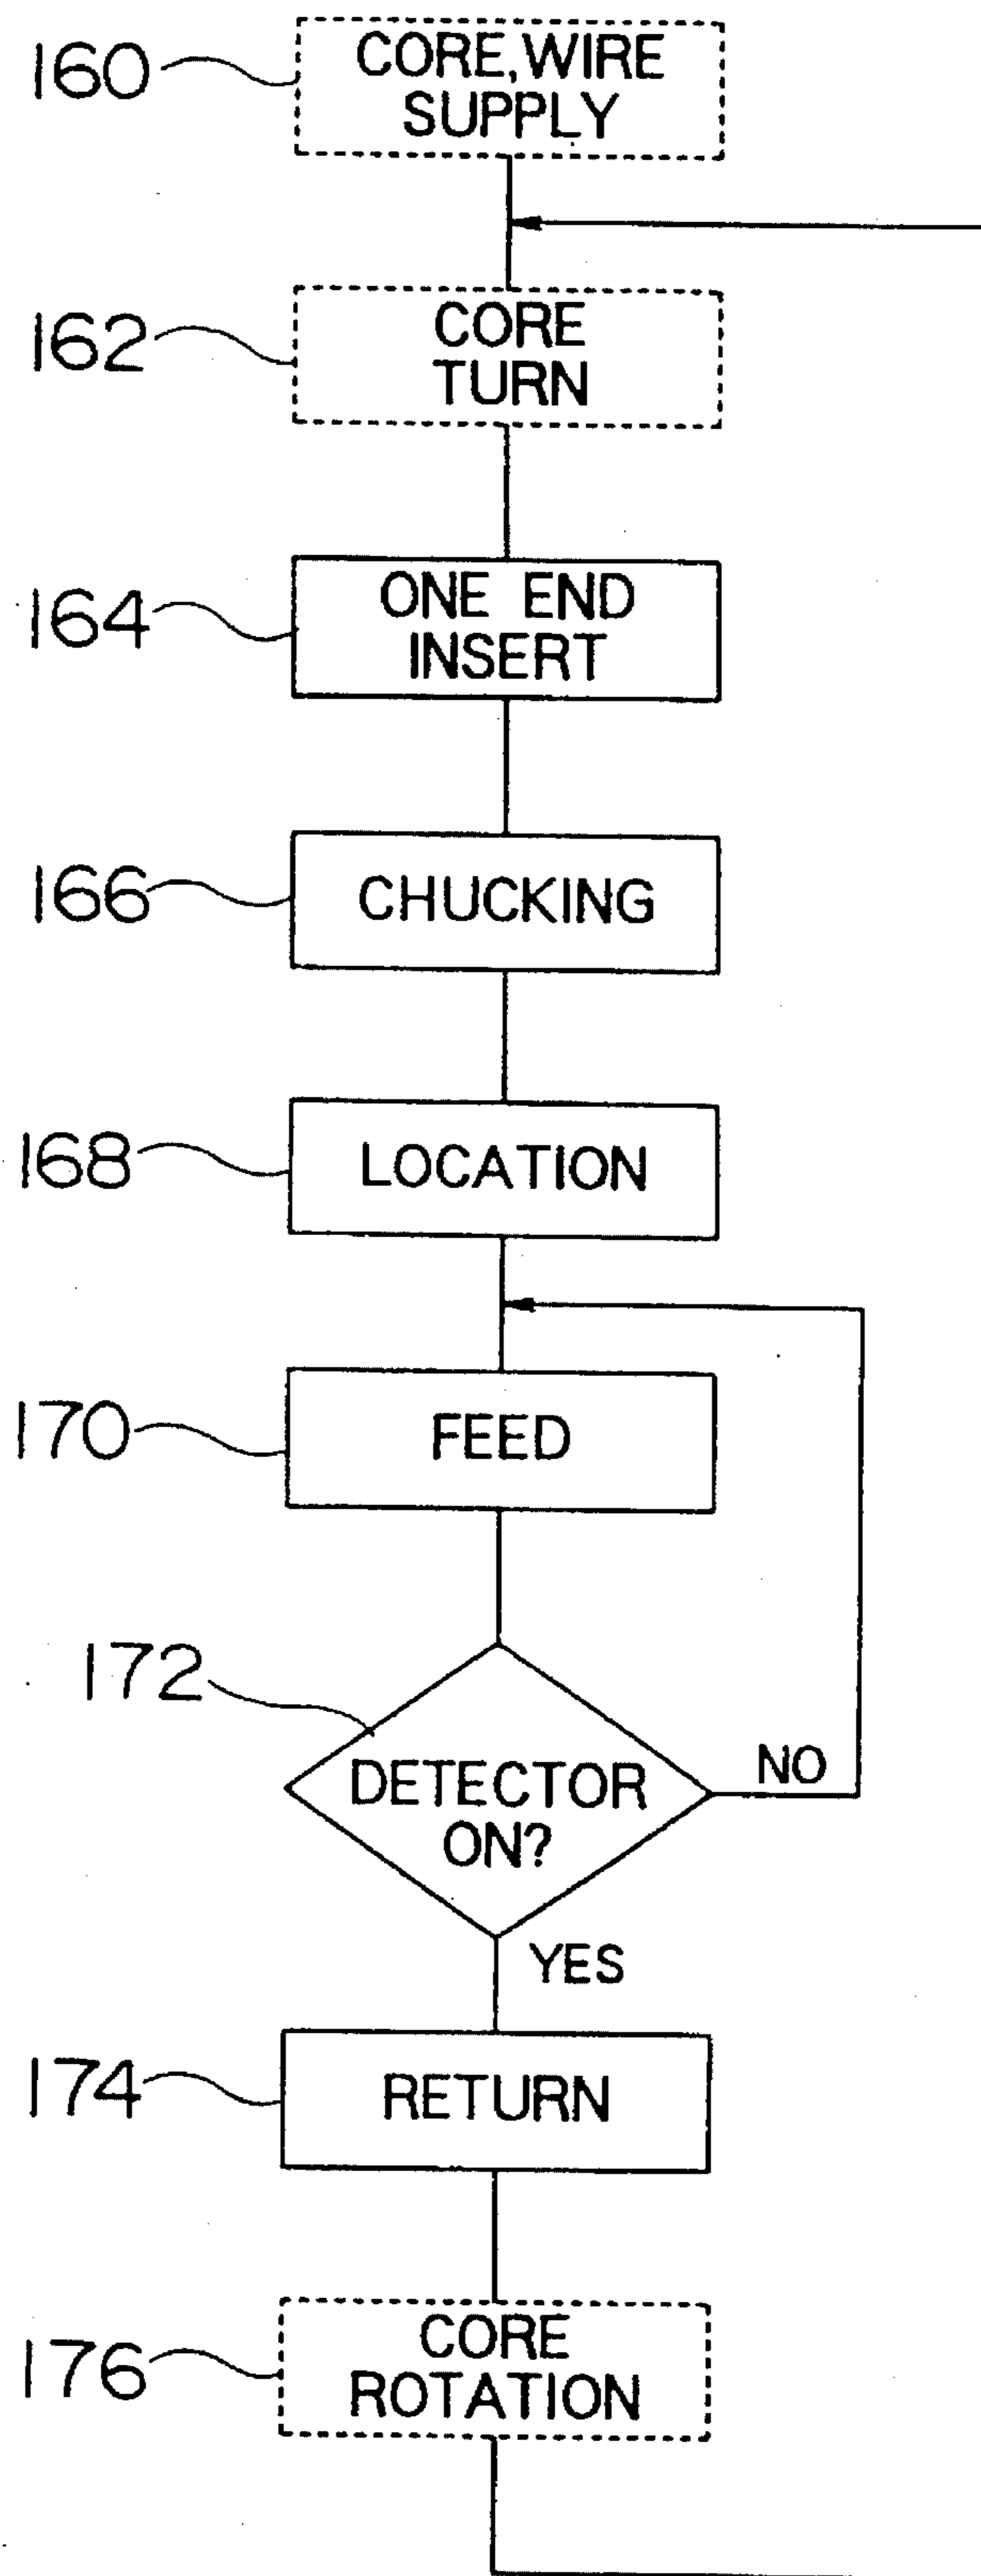 160
CORE, WIRE
SUPPLY
162
CORE
TURN
164
ONE END
INSERT
166
CHUCKING
168
LOCATION
170
FEED
172
DETECTOR
ON?
NO
YES
174
RETURN
176
CORE
ROTATION